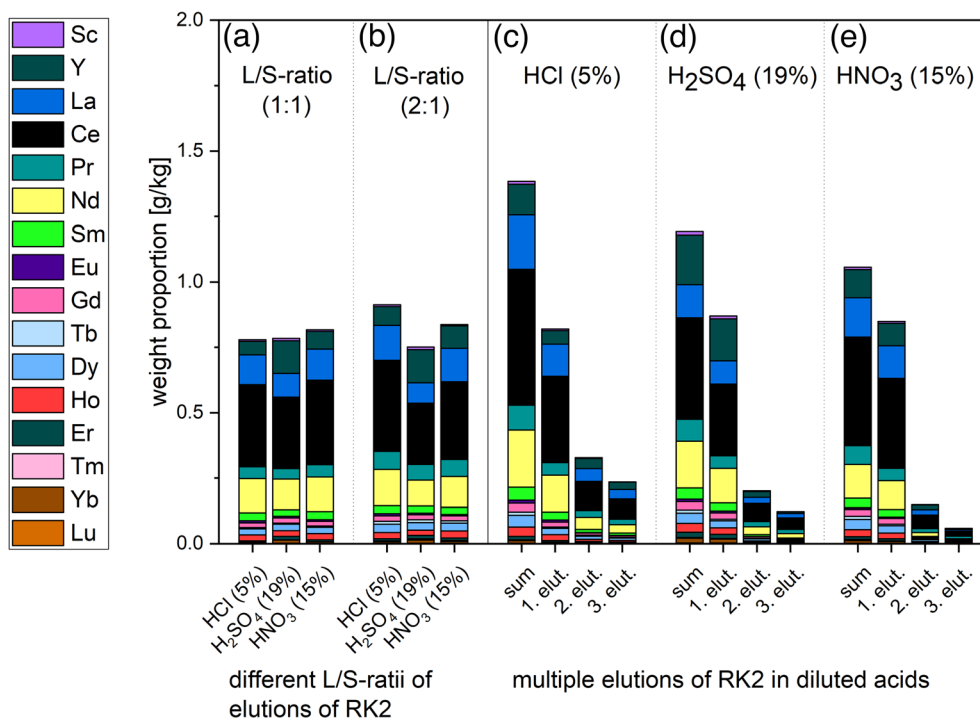 Sc
Y
La
Ce
Pr
Nd
Sm
Eu
Gd
Tb
Dy
Ho
Er
Tm
Yb
Lu
weight proportion [g/kg]
2.0
1.5
1.0
0.5
0.0
(a)
L/S-ratio
(1:1)
(b)
L/S-ratio
(2:1)
(c)
HCl (5%)
(d)
H₂SO₄ (19%)
(e)
HNO₃ (15%)
HCl (5%)
H₂SO₄ (19%)
HNO₃ (15%)
HCl (5%)
H₂SO₄ (19%)
HNO₃ (15%)
sum
1. elut.
2. elut.
3. elut.
sum
1. elut.
2. elut.
3. elut.
sum
1. elut.
2. elut.
3. elut.
different L/S-ratii of
elutions of RK2
multiple elutions of RK2 in diluted acids